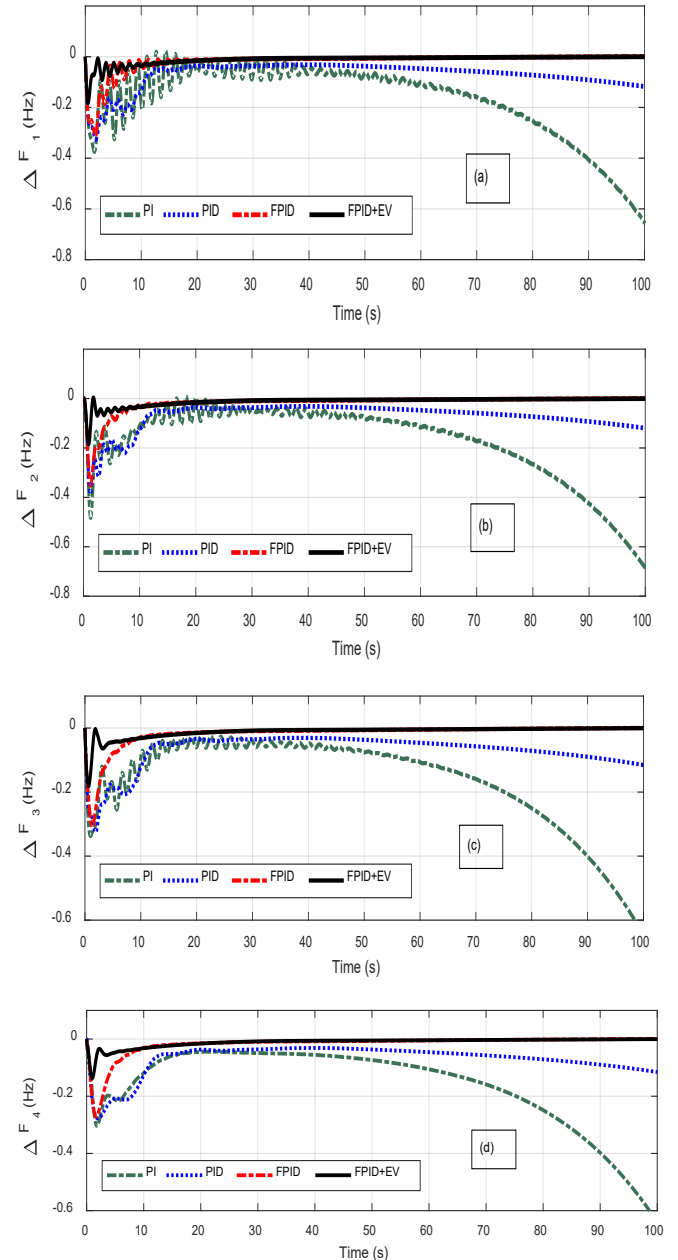 0
-0.2
-0.4
-0.6
-0.8
Δ F 1 (Hz)
(a)
PI PID FPID FPID+EV
0 10 20 30 40 50 60 70 80 90 100
Time (s)
0
-0.2
-0.4
-0.6
-0.8
Δ F 2 (Hz)
(b)
PI PID FPID FPID+EV
0 10 20 30 40 50 60 70 80 90 100
Time (s)
0
-0.2
-0.4
-0.6
Δ F 3 (Hz)
(c)
PI PID FPID FPID+EV
0 10 20 30 40 50 60 70 80 90 100
Time (s)
0
-0.2
-0.4
-0.6
Δ F 4 (Hz)
(d)
PI PID FPID FPID+EV
0 10 20 30 40 50 60 70 80 90 100
Time (s)